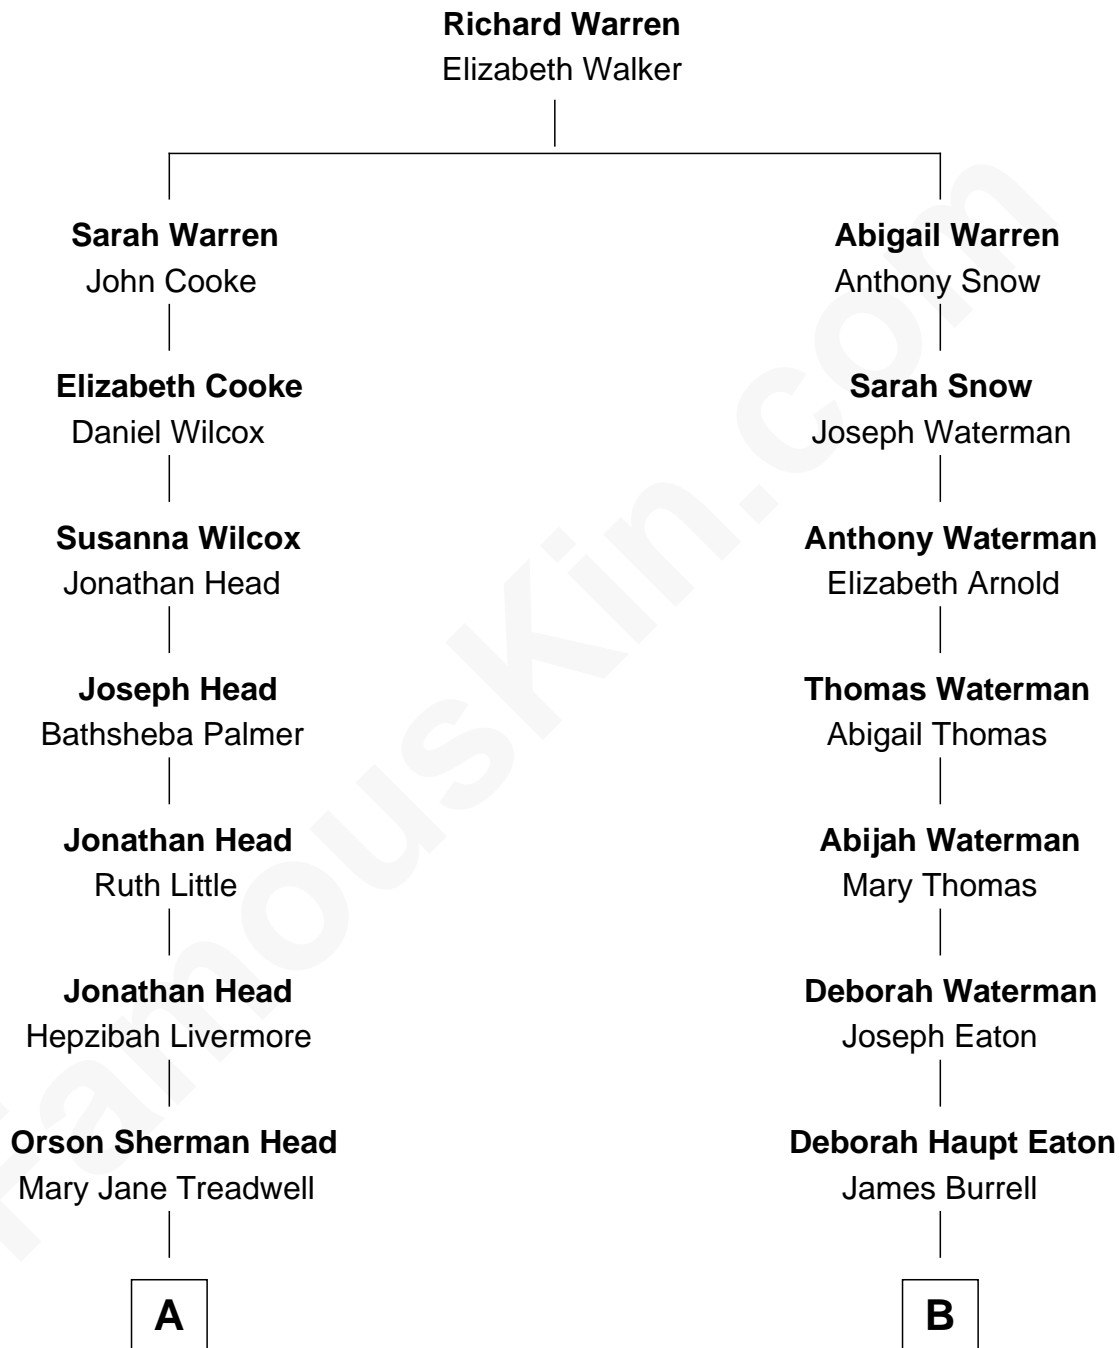 Richard Warren
Elizabeth Walker
Sarah Warren
John Cooke
Abigail Warren
Anthony Snow
Elizabeth Cooke
Daniel Wilcox
Sarah Snow
Joseph Waterman
Susanna Wilcox
Jonathan Head
Anthony Waterman
Elizabeth Arnold
Joseph Head
Bathsheba Palmer
Thomas Waterman
Abigail Thomas
Jonathan Head
Ruth Little
Abijah Waterman
Mary Thomas
Jonathan Head
Hepzibah Livermore
Deborah Waterman
Joseph Eaton
Orson Sherman Head
Mary Jane Treadwell
Deborah Haupt Eaton
James Burrell
A
B
FamousKin.com